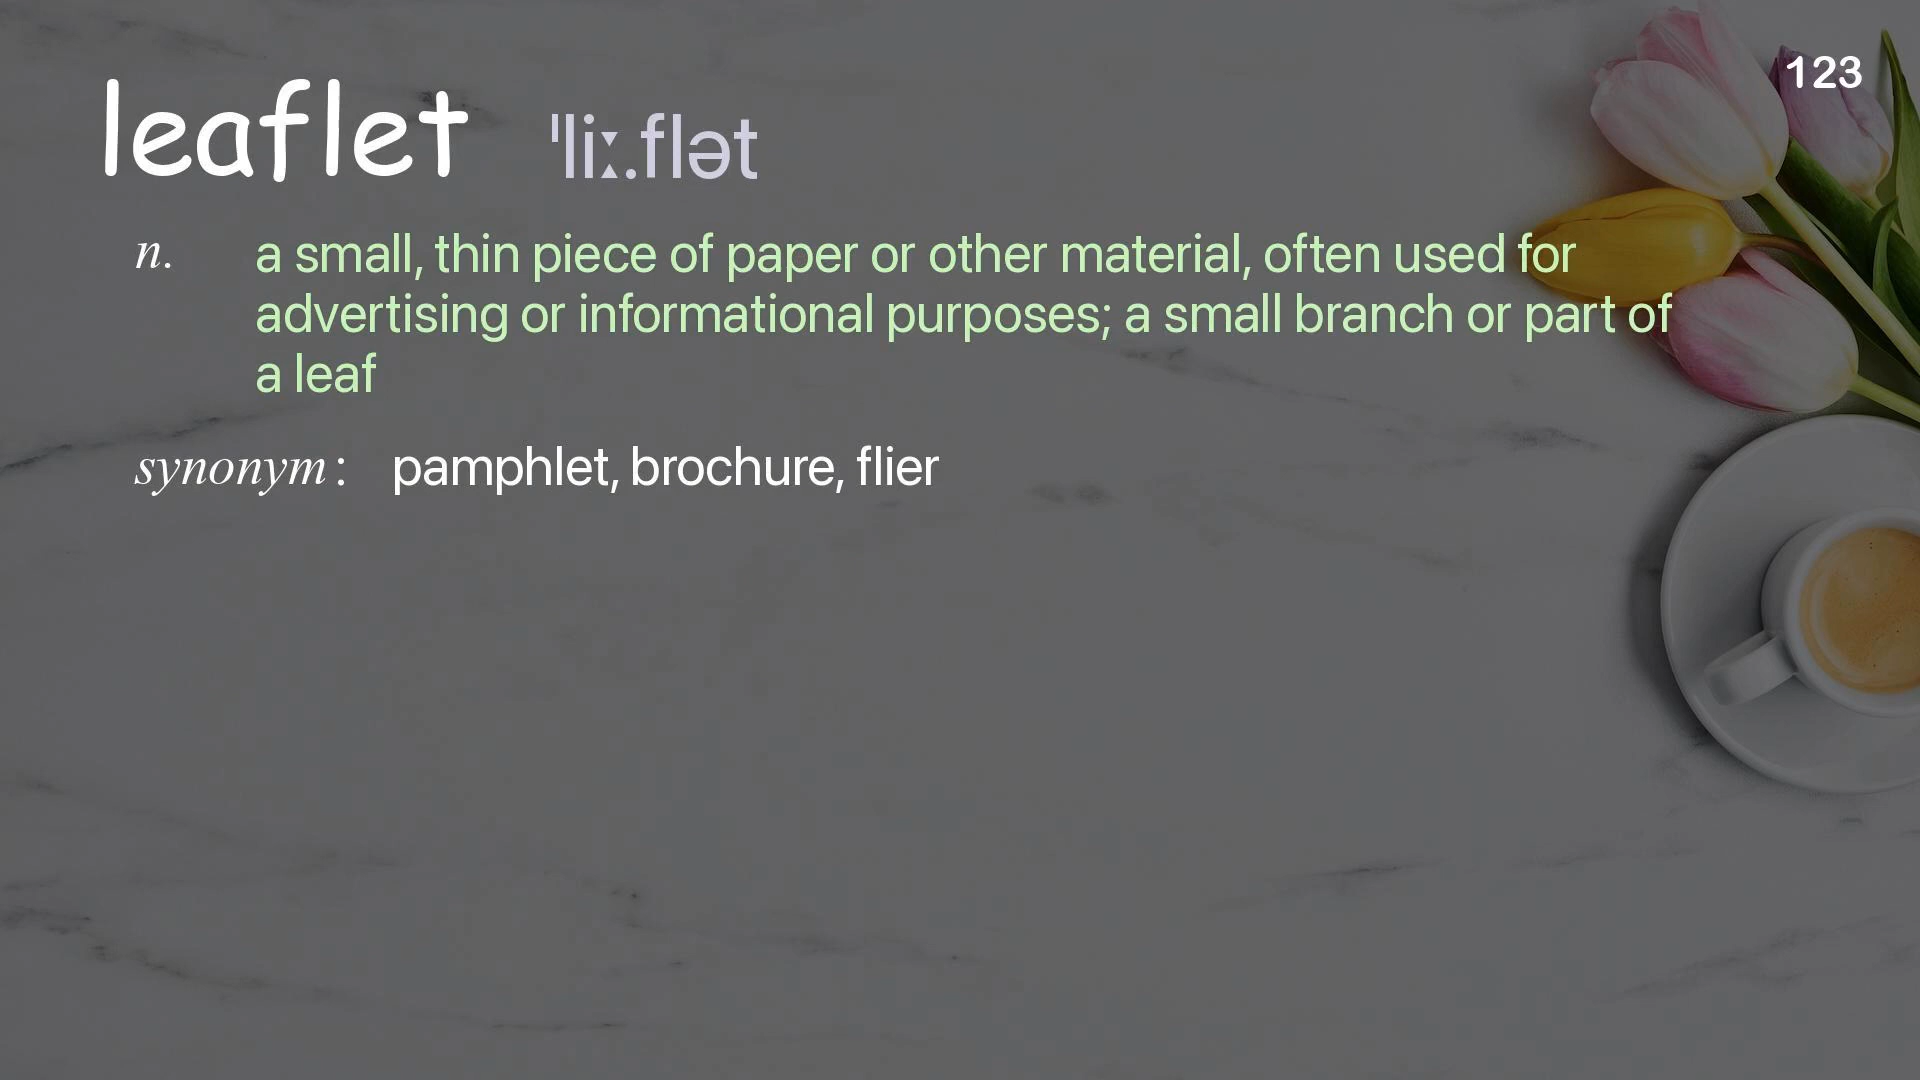 123
leaflet ˈliː.flət
n. a small, thin piece of paper or other material, often used for
advertising or informational purposes; a small branch or part of
a leaf
synonym: pamphlet, brochure, flier